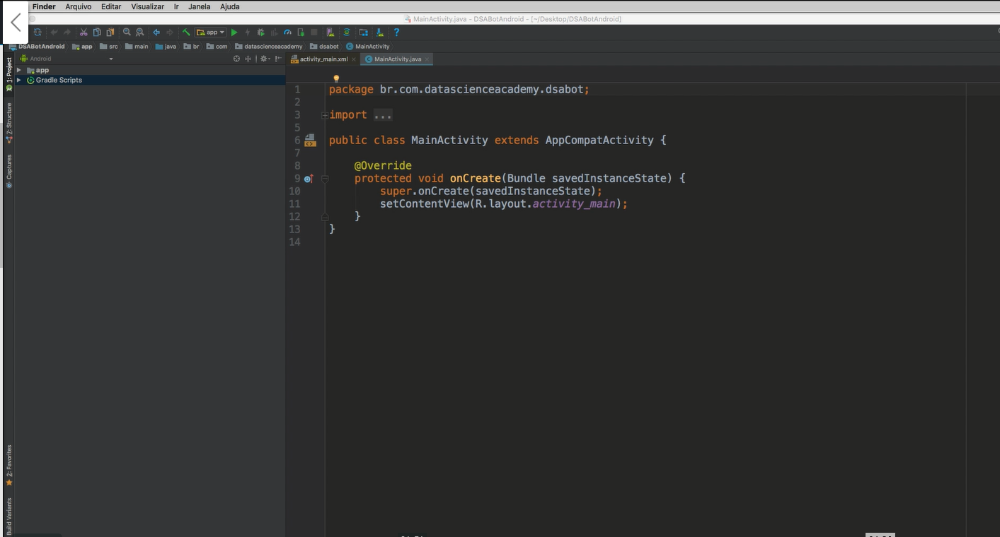 Finder Arquivo Editar Visualizar Ir Janela Ajuda
MainActivity.java - DSABotAndroid - [~/Desktop/DSABotAndroid]
app
DSABotAndroid app src main java br com datascienceacademy dsabot MainActivity
Android
activity_main.xml
MainActivity.java
1: Project
app
Gradle Scripts
7: Structure
Captures
2: Favorites
Build Variants
1 package br.com.datascienceacademy.dsabot;
2
3 import ...
5
6 public class MainActivity extends AppCompatActivity {
7
8 @Override
9 protected void onCreate(Bundle savedInstanceState) {
10 super.onCreate(savedInstanceState);
11 setContentView(R.layout.activity_main);
12 }
13 }
14